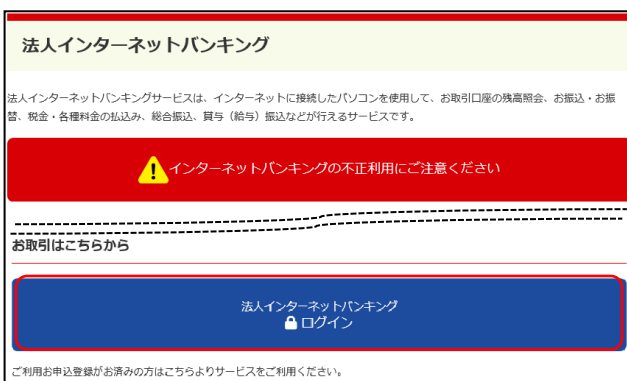 法人インターネットバンキング
法人インターネットバンキングサービスは、インターネットに接続したパソコンを使用して、お取引口座の残高照会、お振込・お振
替、税金・各種料金の払込み、総合振込、賞与（給与）振込などが行えるサービスです。
インターネットバンキングの不正利用にご注意ください
お取引はこちらから
法人インターネットバンキング
ログイン
ご利用お申込登録がお済みの方はこちらよりサービスをご利用ください。